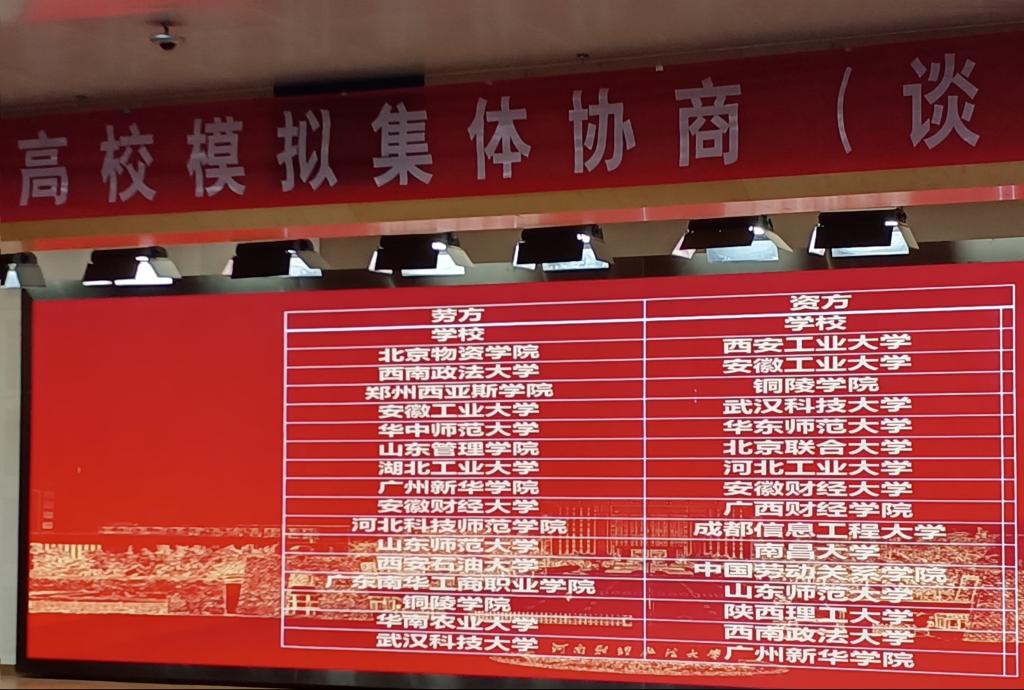 高校模拟集体协商（谈
劳方 资方
学校 学校
北京物资学院 西安工业大学
西南政法大学 安徽工业大学
郑州西亚斯学院 铜陵学院
安徽工业大学 武汉科技大学
华中师范大学 华东师范大学
山东管理学院 北京联合大学
湖北工业大学 河北工业大学
广州新华学院 安徽财经大学
安徽财经大学 广西财经学院
河北科技师范学院 成都信息工程大学
山东师范大学 南昌大学
西安石油大学 中国劳动关系学院
广东南华工商职业学院 山东师范大学
铜陵学院 陕西理工大学
华南农业大学 西南政法大学
武汉科技大学 广州新华学院
河南财经政法大学